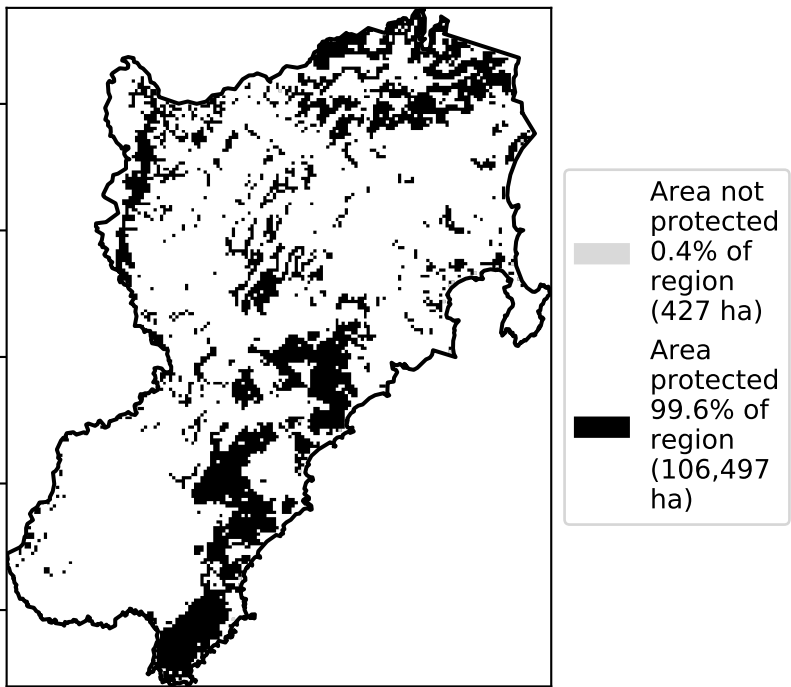 Area not
protected
0.4% of
region
(427 ha)
Area
protected
99.6% of
region
(106,497
ha)